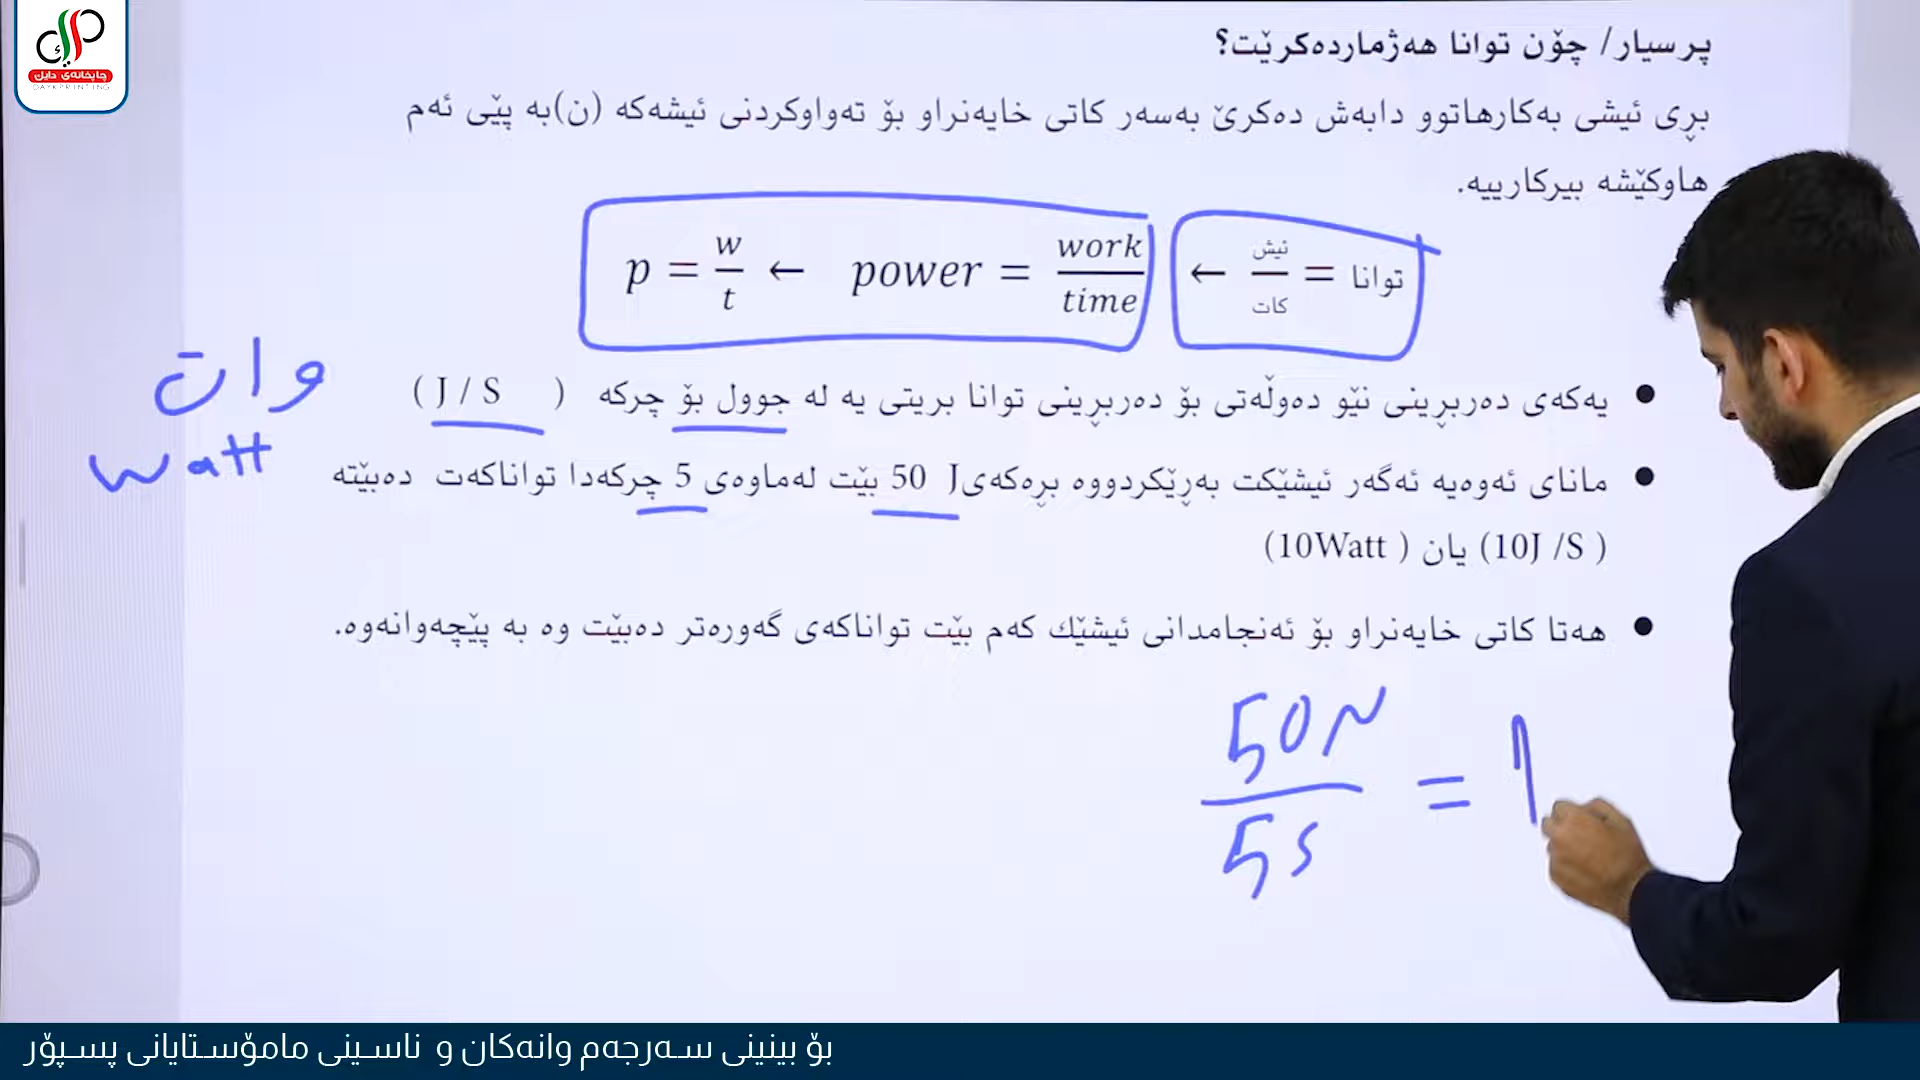 چاپخانەی دایک
DAYKPRINTING
پرسیار/ چۆن توانا هەژماردەکرێت؟
بڕی ئیشی بەکارهاتوو دابەش دەکرێ بەسەر کاتی خایەنراو بۆ تەواوکردنی ئیشەکە (ن)بە پێی ئەم
هاوکێشە بیرکارییە.
توانا = ئیش / کات ← power = work / time ← p = w / t
وات
Watt
● یەکەی دەربڕینی نێو دەوڵەتی بۆ دەربڕینی توانا بریتی یە لە جوول بۆ چرکە ( J / S )
● مانای ئەوەیە ئەگەر ئیشێکت بەڕێکردووە بڕەکەی 50 J بێت لەماوەی 5 چرکەدا تواناکەت دەبێتە
(10J /S ) یان (10Watt )
● هەتا کاتی خایەنراو بۆ ئەنجامدانی ئیشێك کەم بێت تواناکەی گەورەتر دەبێت وە بە پێچەوانەوە.
50N / 5s = 1
بۆ بینینی سەرجەم وانەکان و ناسینی مامۆستایانی پسپۆر